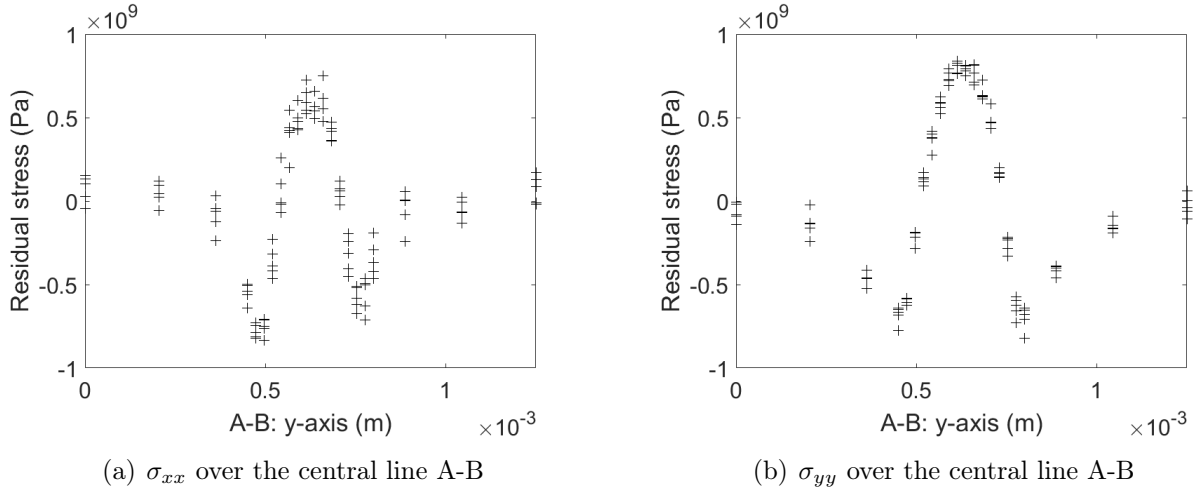 ×10⁹
1
0.5
0
-0.5
-1
Residual stress (Pa)
0 0.5 1
A-B: y-axis (m) ×10⁻³
(a) σxx over the central line A-B
×10⁹
1
0.5
0
-0.5
-1
Residual stress (Pa)
0 0.5 1
A-B: y-axis (m) ×10⁻³
(b) σyy over the central line A-B